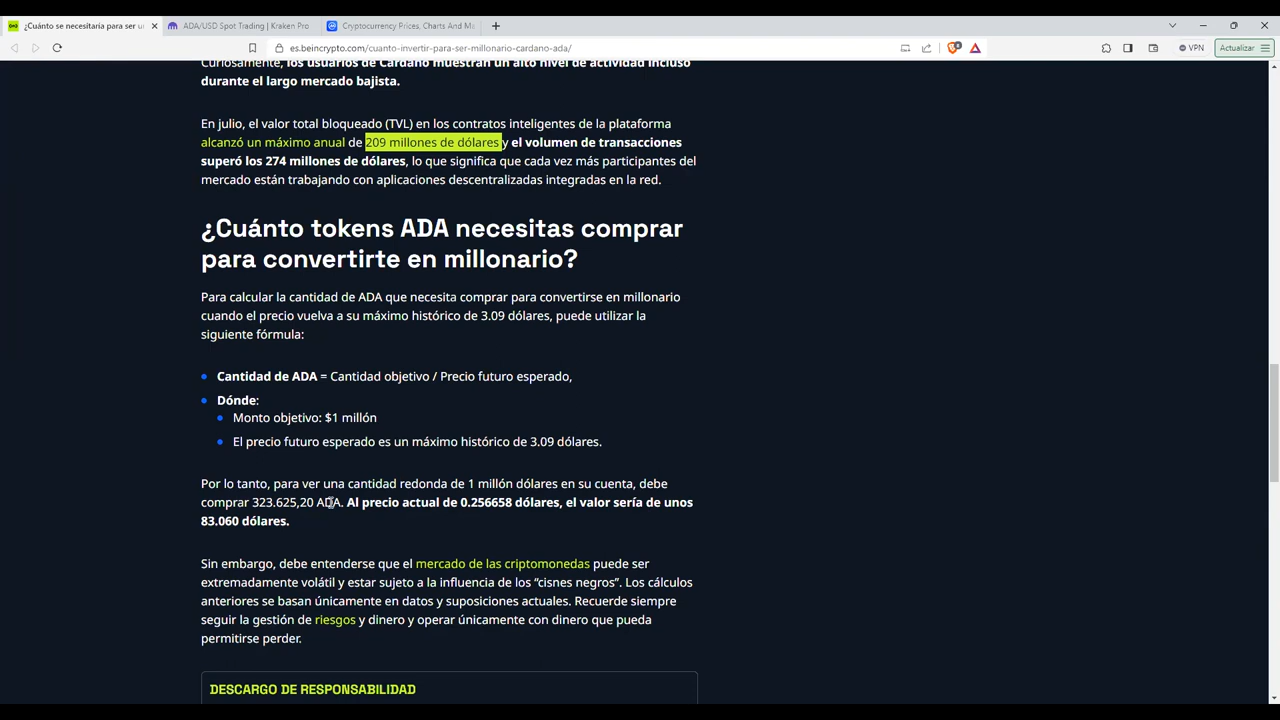 ¿Cuánto se necesitaria para ser un
ADA/USD Spot Trading | Kraken Pro
Cryptocurrency Prices, Charts And Ma
es.beincrypto.com/cuanto-invertir-para-ser-millonario-cardano-ada/
VPN
Actualizar
Curiosamente, los usuarios de Cardano muestran un alto nivel de actividad incluso
durante el largo mercado bajista.
En julio, el valor total bloqueado (TVL) en los contratos inteligentes de la plataforma
alcanzó un máximo anual de 209 millones de dólares y el volumen de transacciones
superó los 274 millones de dólares, lo que significa que cada vez más participantes del
mercado están trabajando con aplicaciones descentralizadas integradas en la red.
¿Cuánto tokens ADA necesitas comprar
para convertirte en millonario?
Para calcular la cantidad de ADA que necesita comprar para convertirse en millonario
cuando el precio vuelva a su máximo histórico de 3.09 dólares, puede utilizar la
siguiente fórmula:
Cantidad de ADA = Cantidad objetivo / Precio futuro esperado,
Dónde:
Monto objetivo: $1 millón
El precio futuro esperado es un máximo histórico de 3.09 dólares.
Por lo tanto, para ver una cantidad redonda de 1 millón dólares en su cuenta, debe
comprar 323.625,20 ADA. Al precio actual de 0.256658 dólares, el valor sería de unos
83.060 dólares.
Sin embargo, debe entenderse que el mercado de las criptomonedas puede ser
extremadamente volátil y estar sujeto a la influencia de los “cisnes negros”. Los cálculos
anteriores se basan únicamente en datos y suposiciones actuales. Recuerde siempre
seguir la gestión de riesgos y dinero y operar únicamente con dinero que pueda
permitirse perder.
DESCARGO DE RESPONSABILIDAD